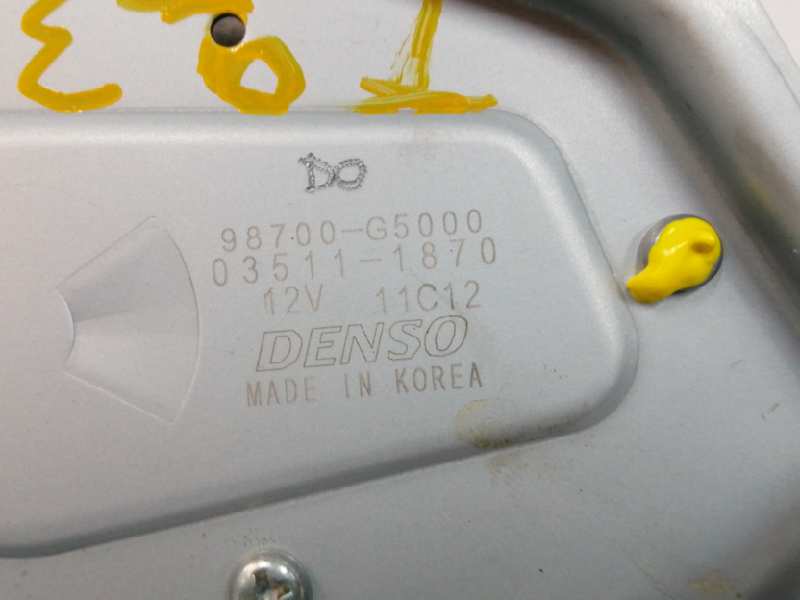 DO
98700-G5000
03511-1870
12V 11C12
DENSO
MADE IN KOREA